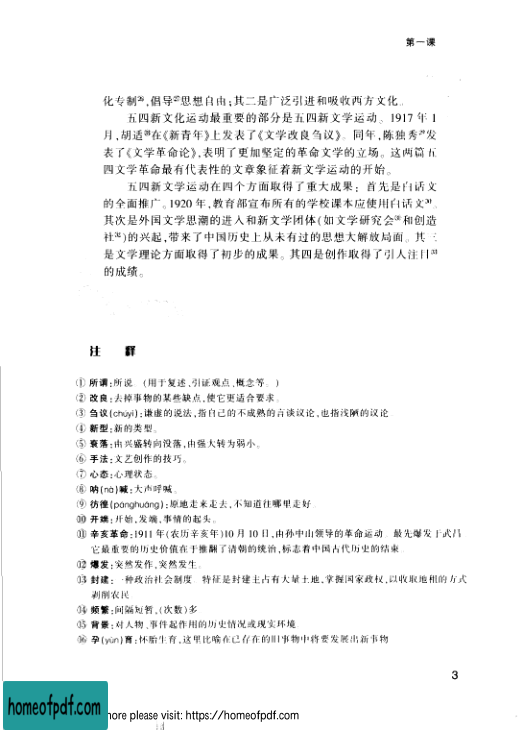 第一课
化专制㉖,倡导㉗思想自由;其二是广泛引进和吸收西方文化。
五四新文化运动最重要的部分是五四新文学运动。1917 年 1
月,胡适㉘在《新青年》上发表了《文学改良刍议》。同年,陈独秀㉙发
表了《文学革命论》,表明了更加坚定的革命文学的立场。这两篇五
四文学革命最有代表性的文章象征着新文学运动的开始。
五四新文学运动在四个方面取得了重大成果:首先是白话文
的全面推广。1920 年,教育部宣布所有的学校课本应使用白话文㉚。
其次是外国文学思潮的进入和新文学团体(如文学研究会㉛和创造
社㉜)的兴起,带来了中国历史上从未有过的思想大解放局面。其三
是文学理论方面取得了初步的成果。其四是创作取得了引人注目㉝
的成绩。
注 释
① 所谓:所说。(用于复述、引证观点、概念等。)
② 改良:去掉事物的某些缺点,使它更适合要求。
③ 刍议(chúyì):谦虚的说法,指自己的不成熟的言谈议论,也指浅陋的议论。
④ 新型:新的类型。
⑤ 衰落:由兴盛转向没落,由强大转为弱小。
⑥ 手法:文艺创作的技巧。
⑦ 心态:心理状态。
⑧ 呐(nà)喊:大声呼喊。
⑨ 彷徨(pánghuáng):原地走来走去,不知道往哪里走好。
⑩ 开端:开始,发端,事情的起头。
⑪ 辛亥革命:1911 年(农历辛亥年)10 月 10 日,由孙中山领导的革命运动。最先爆发于武昌。
它最重要的历史价值在于推翻了清朝的统治,标志着中国古代历史的结束。
⑫ 爆发:突然发作,突然发生。
⑬ 封建:一种政治社会制度。特征是封建主占有大量土地,掌握国家政权,以收取地租的方式
剥削农民。
⑭ 频繁:间隔短暂,(次数)多。
⑮ 背景:对人物、事件起作用的历史情况或现实环境。
⑯ 孕(yùn)育:怀胎生育,这里比喻在已存在的旧事物中将要发展出新事物。
3
homeofpdf.com
more please visit: https://homeofpdf.com